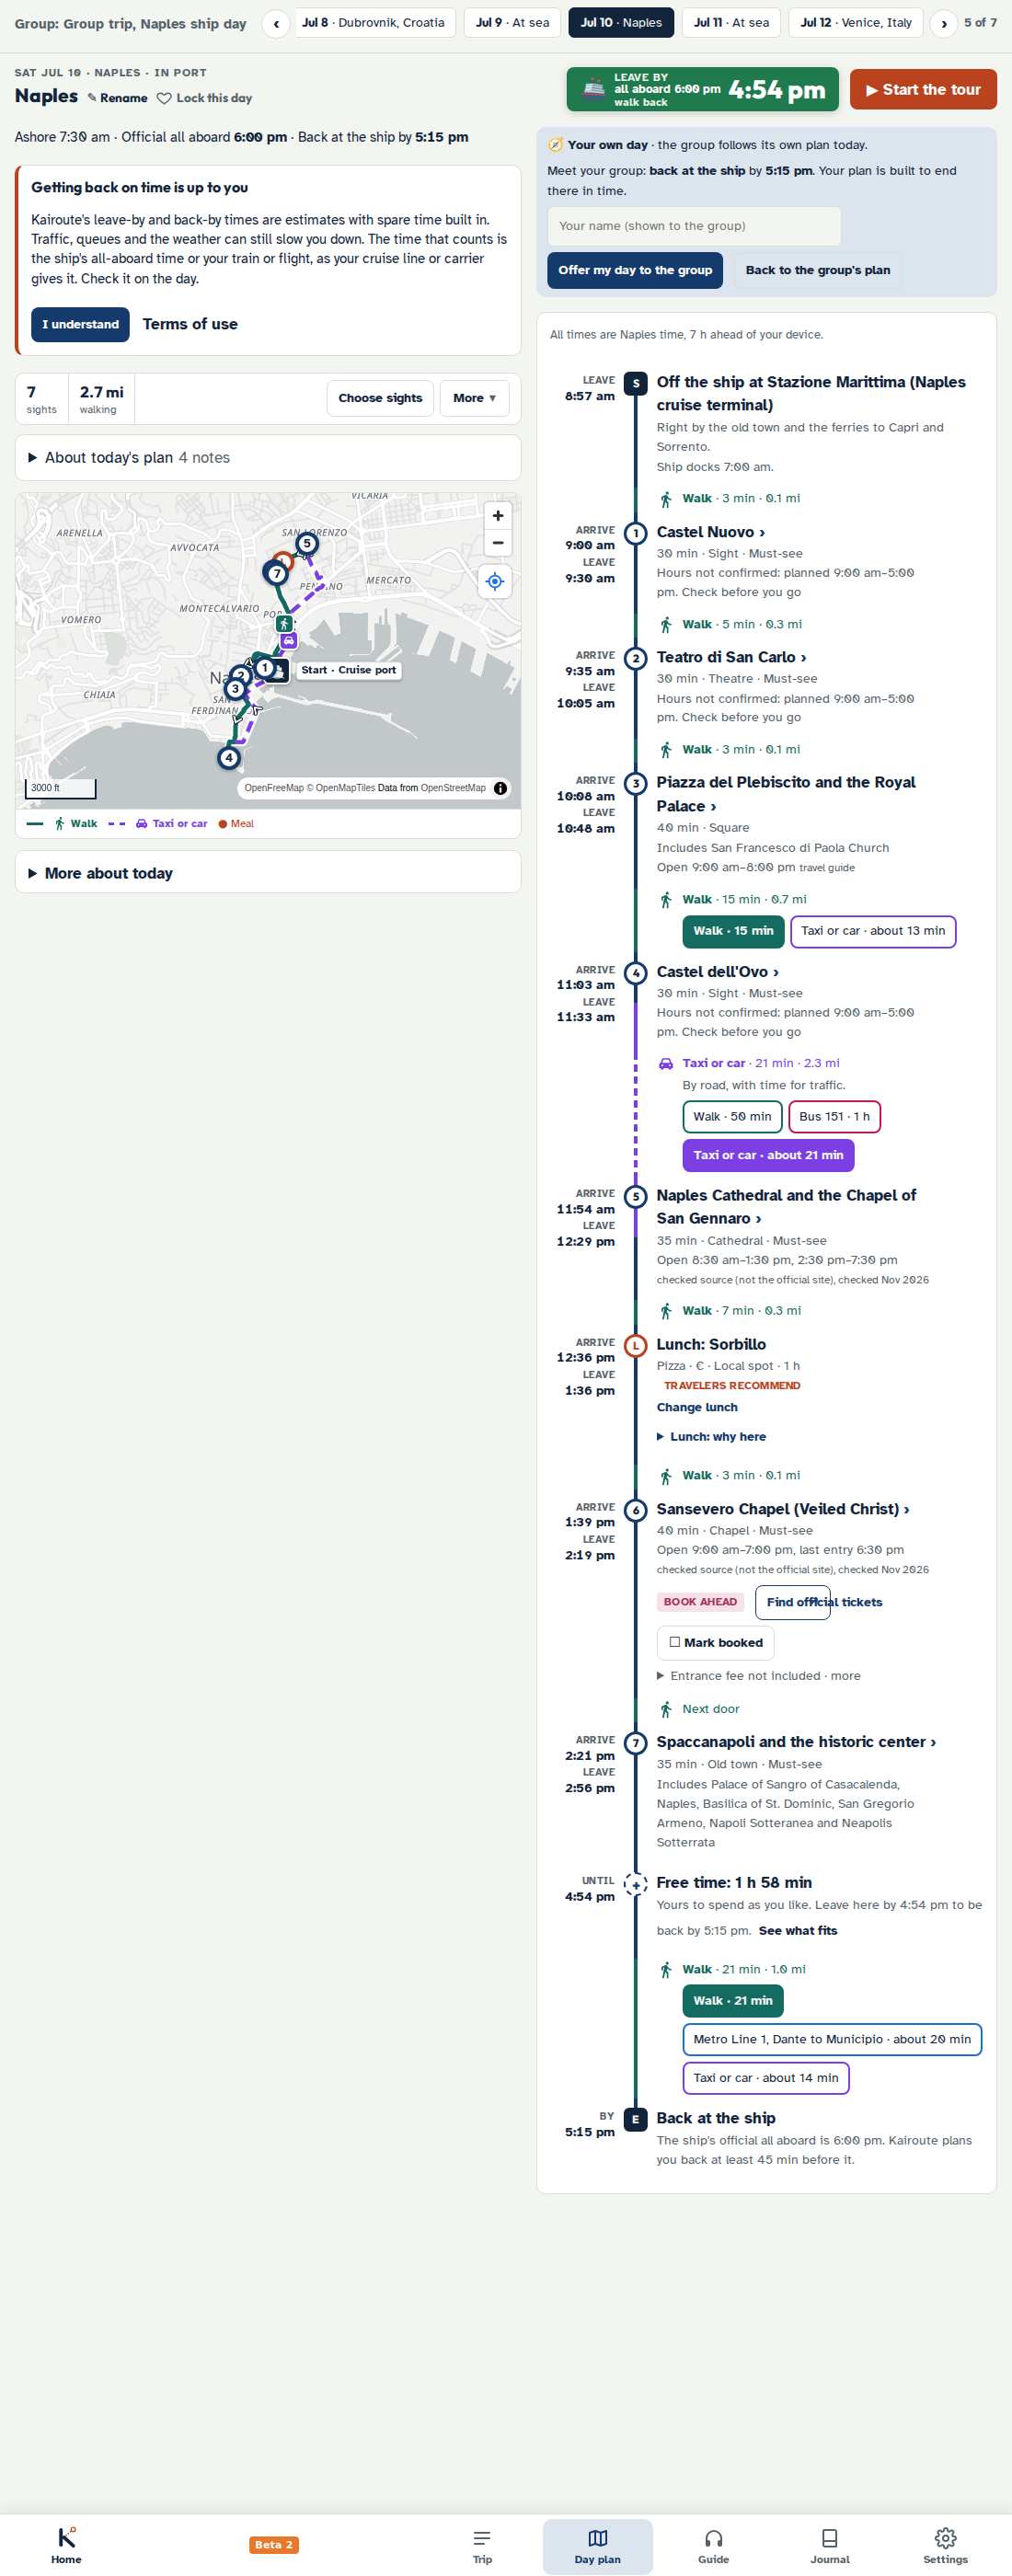 Group: Group trip, Naples ship day
‹
Jul 8 · Dubrovnik, Croatia
Jul 9 · At sea
Jul 10 · Naples
Jul 11 · At sea
Jul 12 · Venice, Italy
›
5 of 7
SAT JUL 10 · NAPLES · IN PORT
Naples ✎ Rename Lock this day
LEAVE BY
all aboard 6:00 pm
walk back
4:54 pm
▶ Start the tour
Ashore 7:30 am · Official all aboard 6:00 pm · Back at the ship by 5:15 pm
Getting back on time is up to you
Kairoute's leave-by and back-by times are estimates with spare time built in.
Traffic, queues and the weather can still slow you down. The time that counts is
the ship's all-aboard time or your train or flight, as your cruise line or carrier
gives it. Check it on the day.
I understand
Terms of use
7
sights
2.7 mi
walking
Choose sights
More ▼
▶ About today's plan 4 notes
VICARIA
ARENELLA
SAN LORENZO
AVVOCATA
5
7
PEN
NO
MERCATO
MONTECALVARIO
POR
VOMERO
1
Start · Cruise port
Na
2
3
CHIAIA
SAN
FERDINAN
4
+
−
3000 ft
OpenFreeMap © OpenMapTiles Data from OpenStreetMap
Walk
Taxi or car
Meal
▶ More about today
Your own day · the group follows its own plan today.
Meet your group: back at the ship by 5:15 pm. Your plan is built to end
there in time.
Your name (shown to the group)
Offer my day to the group
Back to the group's plan
All times are Naples time, 7 h ahead of your device.
LEAVE
8:57 am
S
Off the ship at Stazione Marittima (Naples
cruise terminal)
Right by the old town and the ferries to Capri and
Sorrento.
Ship docks 7:00 am.
Walk · 3 min · 0.1 mi
ARRIVE
9:00 am
LEAVE
9:30 am
1
Castel Nuovo ›
30 min · Sight · Must-see
Hours not confirmed: planned 9:00 am–5:00
pm. Check before you go
Walk · 5 min · 0.3 mi
ARRIVE
9:35 am
LEAVE
10:05 am
2
Teatro di San Carlo ›
30 min · Theatre · Must-see
Hours not confirmed: planned 9:00 am–5:00
pm. Check before you go
Walk · 3 min · 0.1 mi
ARRIVE
10:08 am
LEAVE
10:48 am
3
Piazza del Plebiscito and the Royal
Palace ›
40 min · Square
Includes San Francesco di Paola Church
Open 9:00 am–8:00 pm travel guide
Walk · 15 min · 0.7 mi
Walk · 15 min
Taxi or car · about 13 min
ARRIVE
11:03 am
LEAVE
11:33 am
4
Castel dell'Ovo ›
30 min · Sight · Must-see
Hours not confirmed: planned 9:00 am–5:00
pm. Check before you go
Taxi or car · 21 min · 2.3 mi
By road, with time for traffic.
Walk · 50 min
Bus 151 · 1 h
Taxi or car · about 21 min
ARRIVE
11:54 am
LEAVE
12:29 pm
5
Naples Cathedral and the Chapel of
San Gennaro ›
35 min · Cathedral · Must-see
Open 8:30 am–1:30 pm, 2:30 pm–7:30 pm
checked source (not the official site), checked Nov 2026
Walk · 7 min · 0.3 mi
ARRIVE
12:36 pm
LEAVE
1:36 pm
L
Lunch: Sorbillo
Pizza · € · Local spot · 1 h
TRAVELERS RECOMMEND
Change lunch
▶ Lunch: why here
Walk · 3 min · 0.1 mi
ARRIVE
1:39 pm
LEAVE
2:19 pm
6
Sansevero Chapel (Veiled Christ) ›
40 min · Chapel · Must-see
Open 9:00 am–7:00 pm, last entry 6:30 pm
checked source (not the official site), checked Nov 2026
BOOK AHEAD
Find official tickets
☐ Mark booked
▶ Entrance fee not included · more
Next door
ARRIVE
2:21 pm
LEAVE
2:56 pm
7
Spaccanapoli and the historic center ›
35 min · Old town · Must-see
Includes Palace of Sangro of Casacalenda,
Naples, Basilica of St. Dominic, San Gregorio
Armeno, Napoli Sotteranea and Neapolis
Sotterrata
UNTIL
4:54 pm
+
Free time: 1 h 58 min
Yours to spend as you like. Leave here by 4:54 pm to be
back by 5:15 pm. See what fits
Walk · 21 min · 1.0 mi
Walk · 21 min
Metro Line 1, Dante to Municipio · about 20 min
Taxi or car · about 14 min
BY
5:15 pm
E
Back at the ship
The ship's official all aboard is 6:00 pm. Kairoute plans
you back at least 45 min before it.
Home
Beta 2
Trip
Day plan
Guide
Journal
Settings